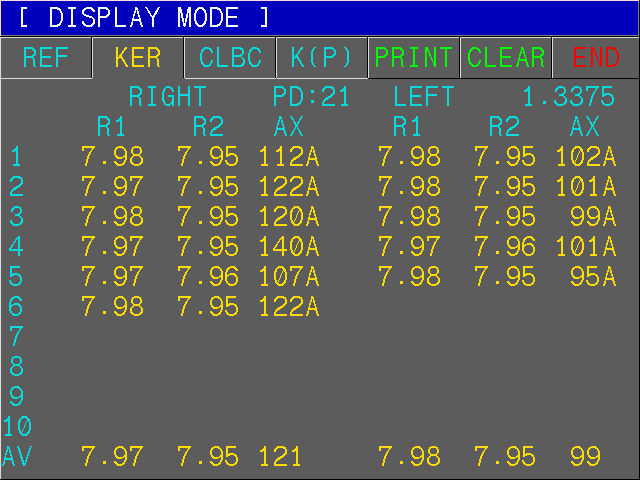 [ DISPLAY MODE ]
REF KER CLBC K(P) PRINT CLEAR END
RIGHT PD:21 LEFT 1.3375
R1 R2 AX R1 R2 AX
1 7.98 7.95 112A 7.98 7.95 102A
2 7.97 7.95 122A 7.98 7.95 101A
3 7.98 7.95 120A 7.98 7.95 99A
4 7.97 7.95 140A 7.97 7.96 101A
5 7.97 7.96 107A 7.98 7.95 95A
6 7.98 7.95 122A
7
8
9
10
AV 7.97 7.95 121 7.98 7.95 99